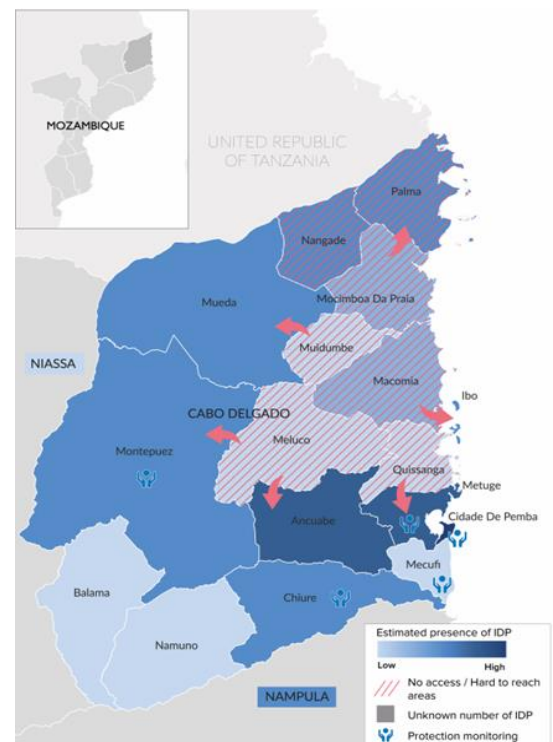 MOZAMBIQUE
UNITED REPUBLIC
OF TANZANIA
Palma
Nangade
Mueda
Mocimboa Da Praia
Muidumbe
NIASSA
Macomia
Ibo
CABO DELGADO
Meluco
Montepuez
Quissanga
Metuge
Ancuabe
Cidade De Pemba
Mecufi
Balama
Chiure
Namuno
NAMPULA
Estimated presence of IDP
Low
High
No access / Hard to reach
areas
Unknown number of IDP
Protection monitoring